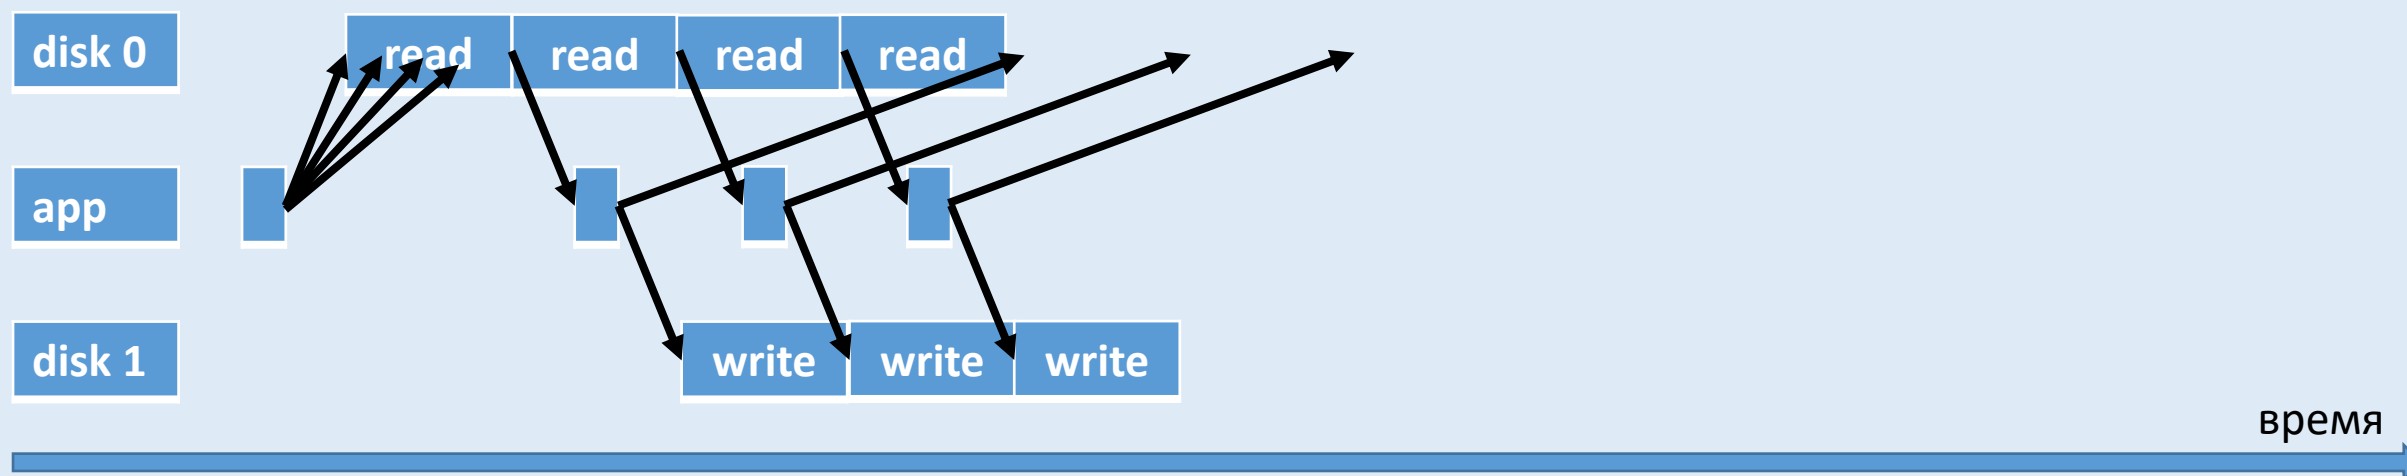 disk 0 read read read read
app
disk 1 write write write
время